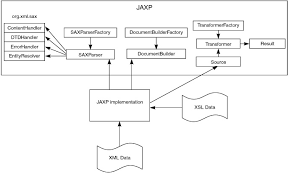 JAXP
org.xml.sax
ContentHandler
DTDHandler
ErrorHandler
EntityResolver
SAXParserFactory
SAXParser
DocumentBuilderFactory
DocumentBuilder
TransformerFactory
Transformer
Result
Source
JAXP implementation
XSL Data
XML Data